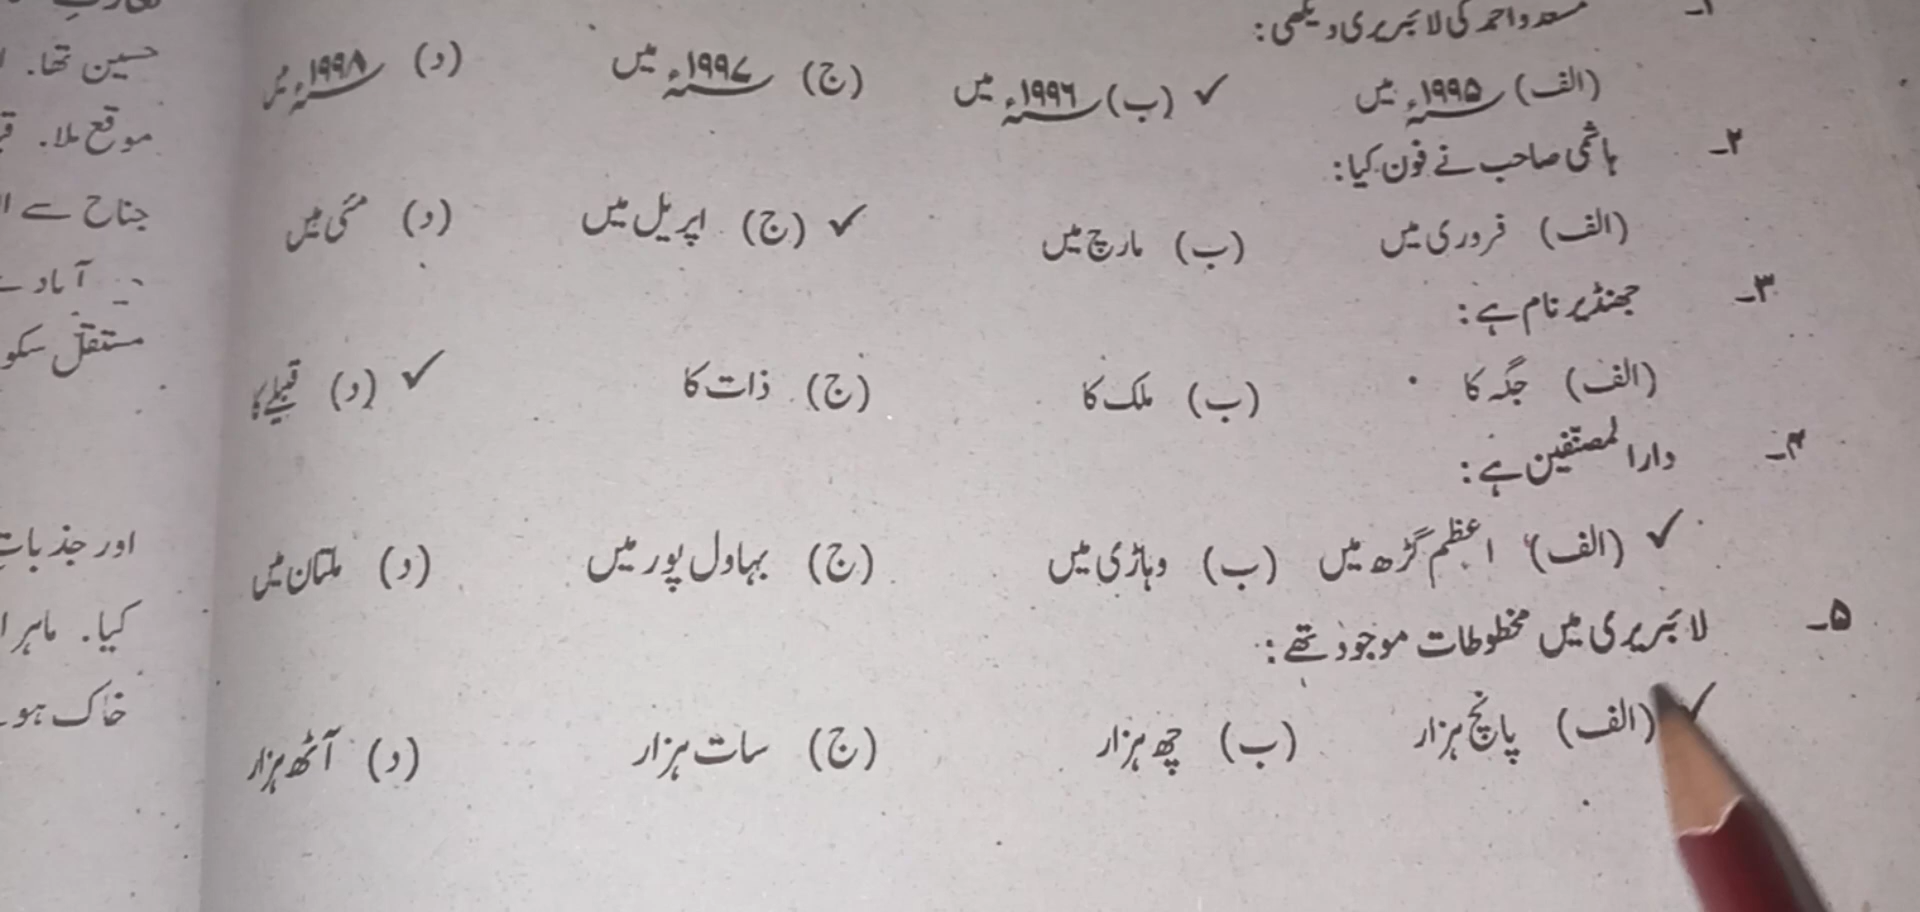 ۱۔ مسعود احمد کی لائبریری دیکھی:
(الف) ۱۹۹۵ء میں ✓ (ب) ۱۹۹۶ء میں (ج) ۱۹۹۷ء میں (د) ۱۹۹۸ء میں
۲۔ ہاشمی صاحب نے فون کیا:
(الف) فروری میں (ب) مارچ میں ✓ (ج) اپریل میں (د) مئی میں
۳۔ جھنڈیر نام ہے:
(الف) جگہ کا (ب) ملک کا (ج) ذات کا ✓ (د) قبیلے کا
۴۔ دارالمصنّفین ہے:
✓ (الف) اعظم گڑھ میں (ب) وہاڑی میں (ج) بہاول پور میں (د) ملتان میں
۵۔ لائبریری میں مخطوطات موجود تھے:
✓ (الف) پانچ ہزار (ب) چھ ہزار (ج) سات ہزار (د) آٹھ ہزار
حسین تھا۔
موقع ملا۔
جناح سے
آباد
مستقل سکو
اور جذبات
کیا۔ ماہر
خاک ہو